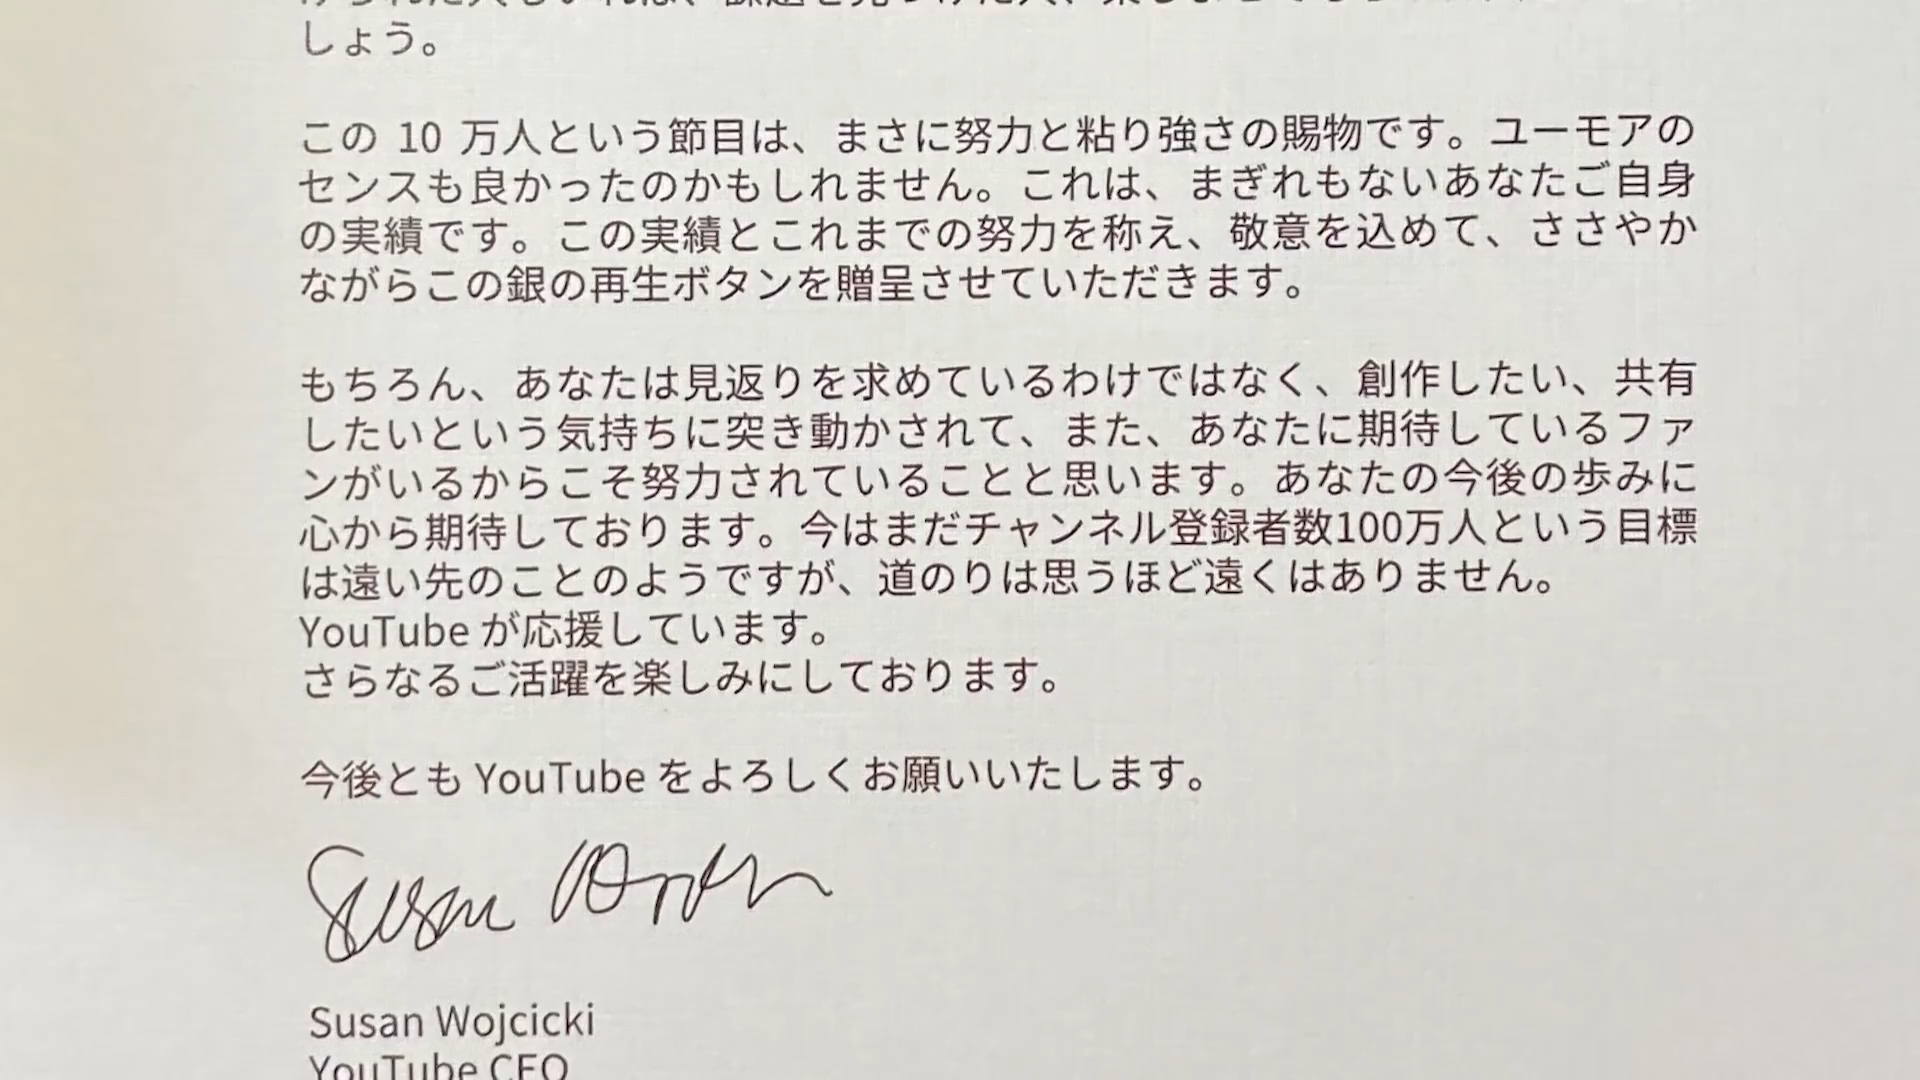 しょう。
この 10 万人という節目は、まさに努力と粘り強さの賜物です。ユーモアの
センスも良かったのかもしれません。これは、まぎれもないあなたご自身
の実績です。この実績とこれまでの努力を称え、敬意を込めて、ささやか
ながらこの銀の再生ボタンを贈呈させていただきます。
もちろん、あなたは見返りを求めているわけではなく、創作したい、共有
したいという気持ちに突き動かされて、また、あなたに期待しているファ
ンがいるからこそ努力されていることと思います。あなたの今後の歩みに
心から期待しております。今はまだチャンネル登録者数100万人という目標
は遠い先のことのようですが、道のりは思うほど遠くはありません。
YouTube が応援しています。
さらなるご活躍を楽しみにしております。
今後とも YouTube をよろしくお願いいたします。
Susan Wojcicki
YouTube CEO